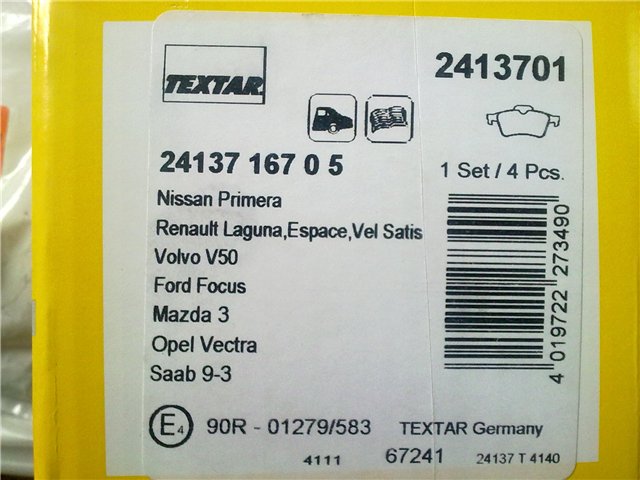 TEXTAR
2413701
24137 167 0 5
1 Set / 4 Pcs.
Nissan Primera
Renault Laguna,Espace,Vel Satis
Volvo V50
Ford Focus
Mazda 3
Opel Vectra
Saab 9-3
4 019722 273490
E4 90R - 01279/583 TEXTAR Germany
4111 67241 24137 T 4140